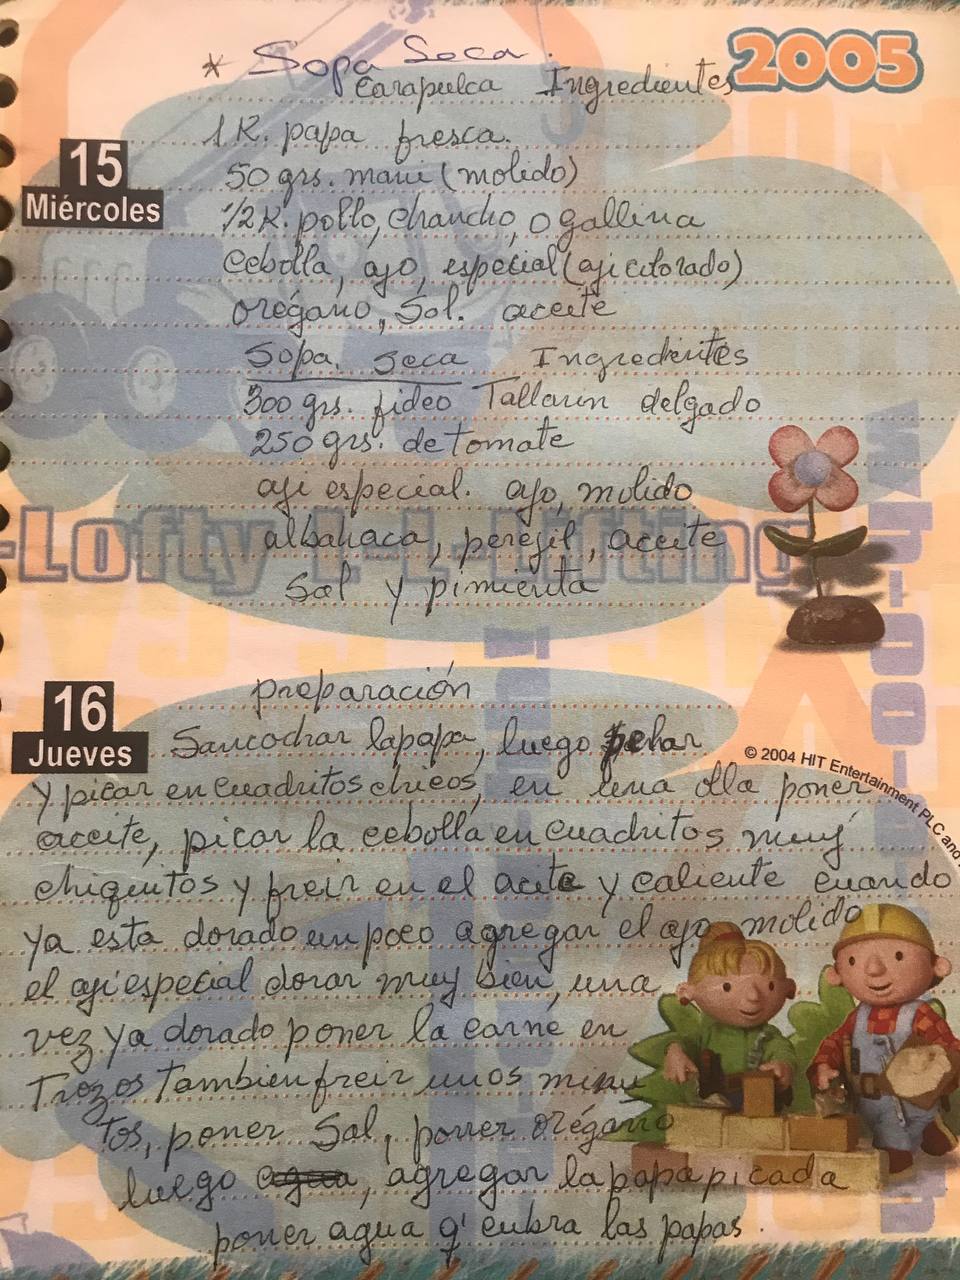 * Sopa Seca.
2005
Carapulca Ingredientes
1 K. papa fresca.
15
Miércoles
50 grs. mani (molido)
1/2 K. pollo, chancho, o gallina
cebolla, ajo, especial (aji colorado)
orégano, Sal. aceite
Sopa. Seca Ingredientes
300 grs. fideo Tallarin delgado
250 grs. de tomate
aji especial. ajo, molido
-Lofty I-I-lifting
albahaca, perejil, aceite
Sal y pimienta
preparación
16
Jueves
Sancochar la papa, luego pelar
© 2004 HIT Entertainment PLC and
y picar en cuadritos chicos, en una olla poner
aceite, picar la cebolla en cuadritos muy
chiquitos y freir en el aceite y caliente cuando
ya esta dorado un poco agregar el ajo molido
el aji especial dorar muy bien, una
vez ya dorado poner la carne en
Trozos tambien freir unos minu
tos, poner Sal, poner orégano
luego agua, agregar la papa picada
poner agua q' cubra las papas.